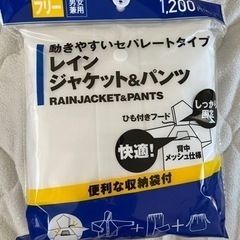 フリー
男女
兼用
1,200
動きやすいセパレートタイプ
レイン
ジャケット&パンツ
RAINJACKET&PANTS
ひも付きフード
しっかり
快適!
背中
メッシュ仕様
便利な収納袋付